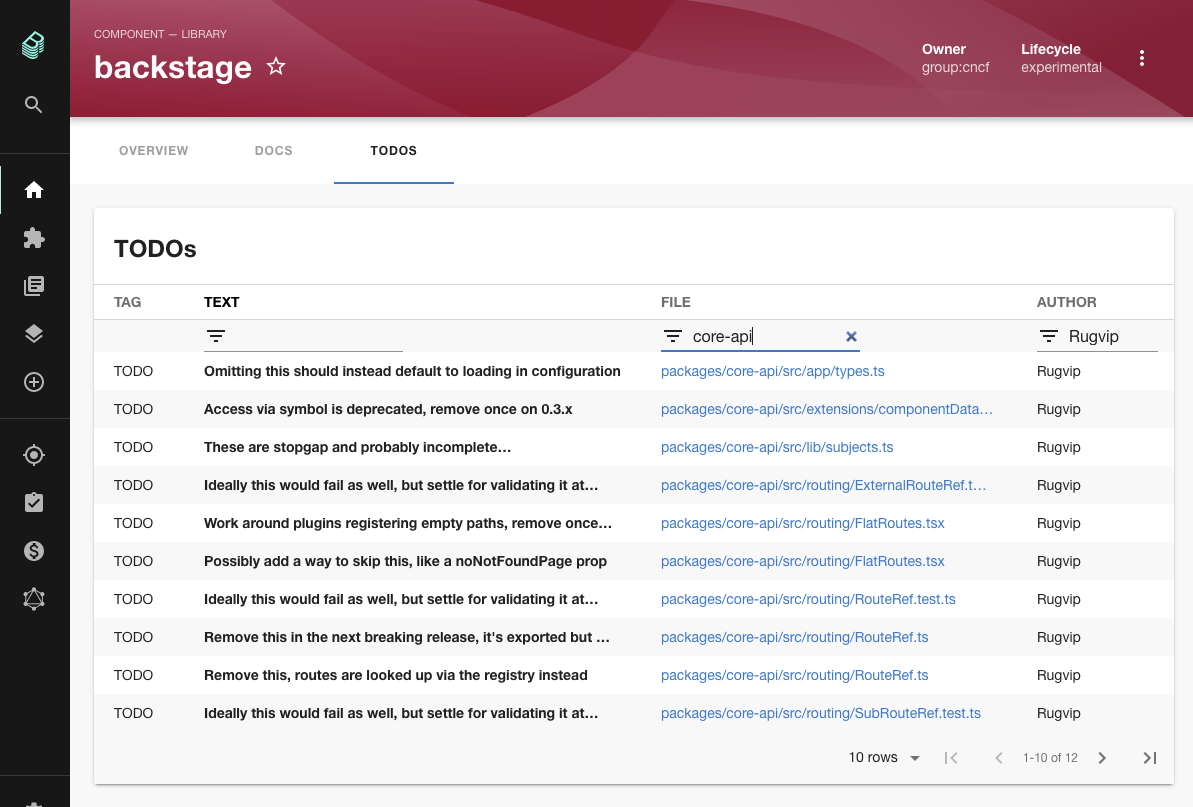 COMPONENT — LIBRARY
backstage
Owner
group:cncf
Lifecycle
experimental
OVERVIEW DOCS TODOS
TODOs
TAG TEXT FILE AUTHOR
core-api Rugvip
TODO Omitting this should instead default to loading in configuration packages/core-api/src/app/types.ts Rugvip
TODO Access via symbol is deprecated, remove once on 0.3.x packages/core-api/src/extensions/componentData… Rugvip
TODO These are stopgap and probably incomplete… packages/core-api/src/lib/subjects.ts Rugvip
TODO Ideally this would fail as well, but settle for validating it at… packages/core-api/src/routing/ExternalRouteRef.t… Rugvip
TODO Work around plugins registering empty paths, remove once… packages/core-api/src/routing/FlatRoutes.tsx Rugvip
TODO Possibly add a way to skip this, like a noNotFoundPage prop packages/core-api/src/routing/FlatRoutes.tsx Rugvip
TODO Ideally this would fail as well, but settle for validating it at… packages/core-api/src/routing/RouteRef.test.ts Rugvip
TODO Remove this in the next breaking release, it's exported but … packages/core-api/src/routing/RouteRef.ts Rugvip
TODO Remove this, routes are looked up via the registry instead packages/core-api/src/routing/RouteRef.ts Rugvip
TODO Ideally this would fail as well, but settle for validating it at… packages/core-api/src/routing/SubRouteRef.test.ts Rugvip
10 rows 1-10 of 12